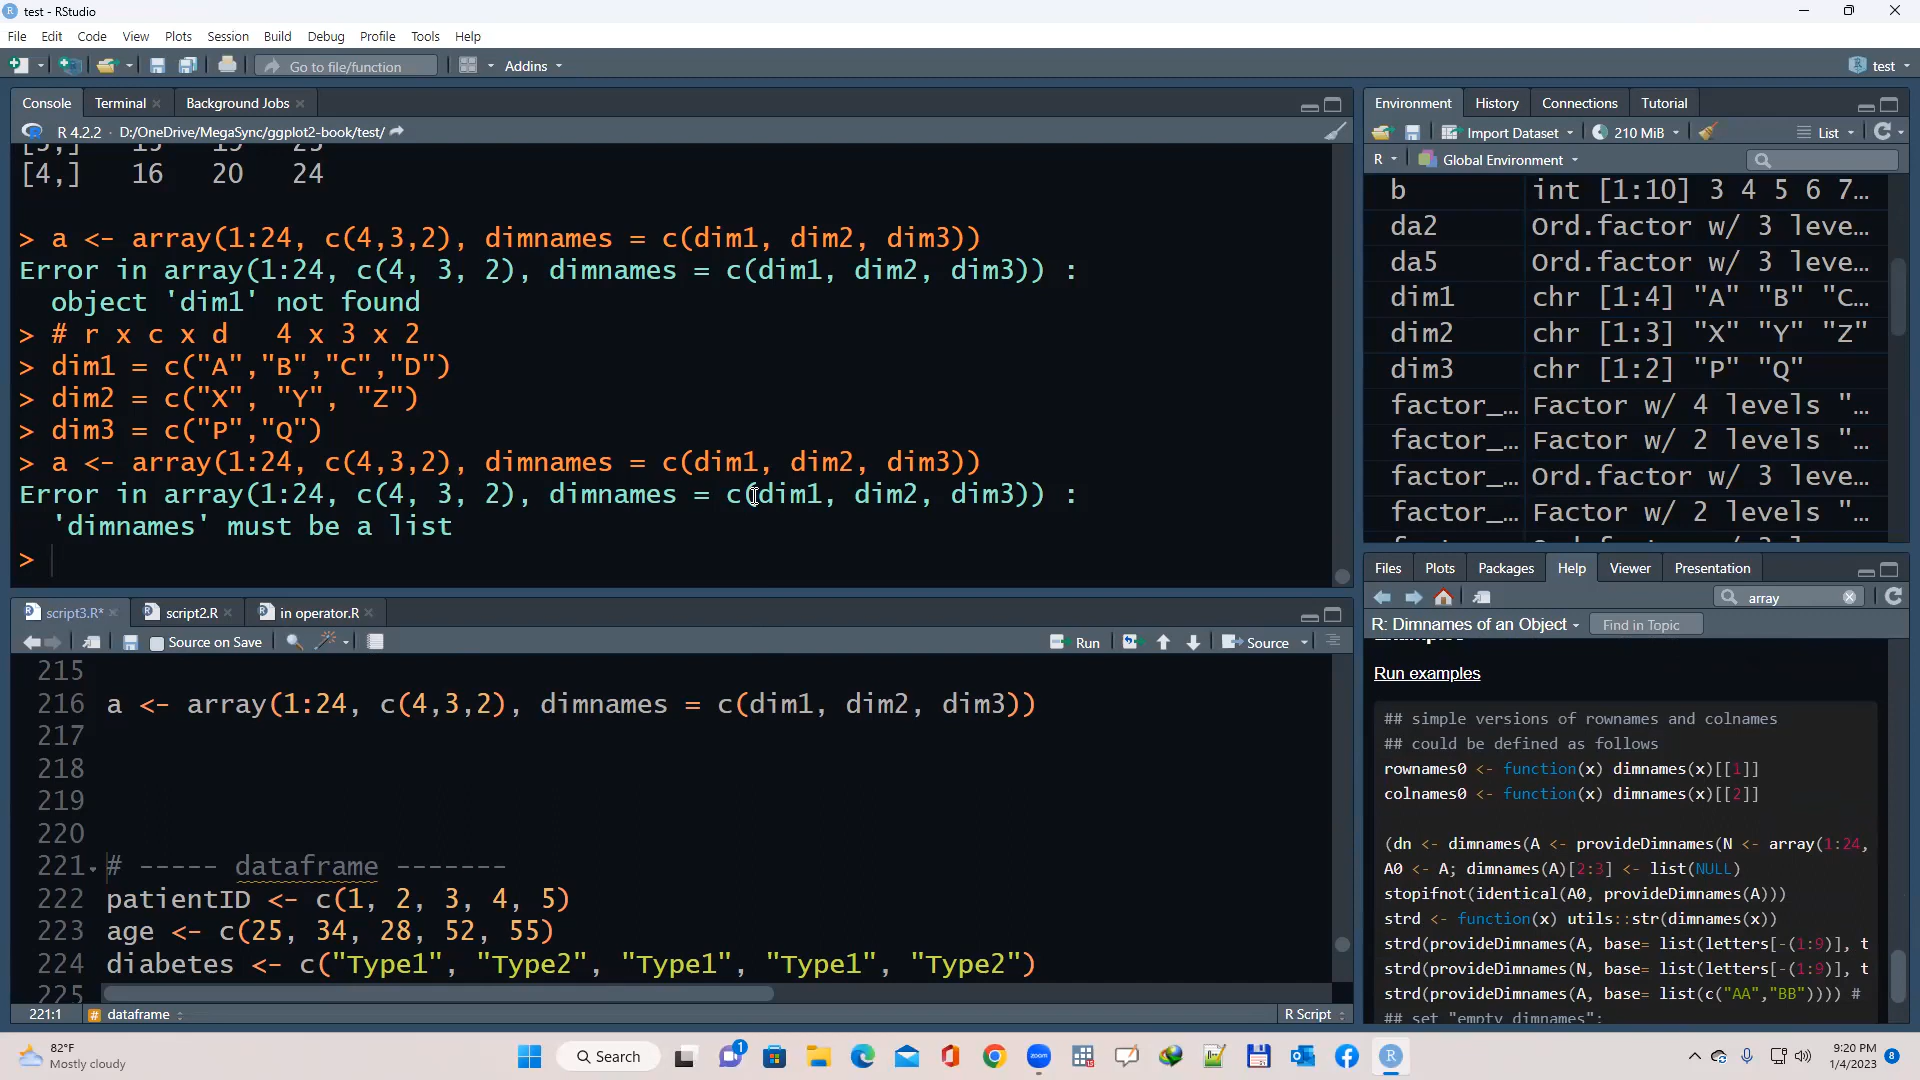 test - RStudio
File Edit Code View Plots Session Build Debug Profile Tools Help
Go to file/function Addins test
Console Terminal Background Jobs
R 4.2.2 · D:/OneDrive/MegaSync/ggplot2-book/test/
[4,] 16 20 24
> a <- array(1:24, c(4,3,2), dimnames = c(dim1, dim2, dim3))
Error in array(1:24, c(4, 3, 2), dimnames = c(dim1, dim2, dim3)) :
object 'dim1' not found
> # r x c x d 4 x 3 x 2
> dim1 = c("A","B","C","D")
> dim2 = c("X", "Y", "Z")
> dim3 = c("P","Q")
> a <- array(1:24, c(4,3,2), dimnames = c(dim1, dim2, dim3))
Error in array(1:24, c(4, 3, 2), dimnames = c(dim1, dim2, dim3)) :
'dimnames' must be a list
>
script3.R* script2.R in operator.R
Source on Save Run Source
215
216 a <- array(1:24, c(4,3,2), dimnames = c(dim1, dim2, dim3))
217
218
219
220
221 # ----- dataframe -------
222 patientID <- c(1, 2, 3, 4, 5)
223 age <- c(25, 34, 28, 52, 55)
224 diabetes <- c("Type1", "Type2", "Type1", "Type1", "Type2")
225
221:1 # dataframe R Script
Environment History Connections Tutorial
Import Dataset 210 MiB List
R Global Environment
b int [1:10] 3 4 5 6 7…
da2 Ord.factor w/ 3 leve…
da5 Ord.factor w/ 3 leve…
dim1 chr [1:4] "A" "B" "C…
dim2 chr [1:3] "X" "Y" "Z"
dim3 chr [1:2] "P" "Q"
factor_… Factor w/ 4 levels "…
factor_… Factor w/ 2 levels "…
factor_… Ord.factor w/ 3 leve…
factor_… Factor w/ 2 levels "…
Files Plots Packages Help Viewer Presentation
array
R: Dimnames of an Object Find in Topic
Run examples
## simple versions of rownames and colnames
## could be defined as follows
rownames0 <- function(x) dimnames(x)[[1]]
colnames0 <- function(x) dimnames(x)[[2]]
(dn <- dimnames(A <- provideDimnames(N <- array(1:24,
A0 <- A; dimnames(A)[2:3] <- list(NULL)
stopifnot(identical(A0, provideDimnames(A)))
strd <- function(x) utils::str(dimnames(x))
strd(provideDimnames(A, base= list(letters[-(1:9)], t
strd(provideDimnames(N, base= list(letters[-(1:9)], t
strd(provideDimnames(A, base= list(c("AA","BB")))) #
## set "empty dimnames":
82°F
Mostly cloudy
Search
1
zoom
9:20 PM
1/4/2023
8